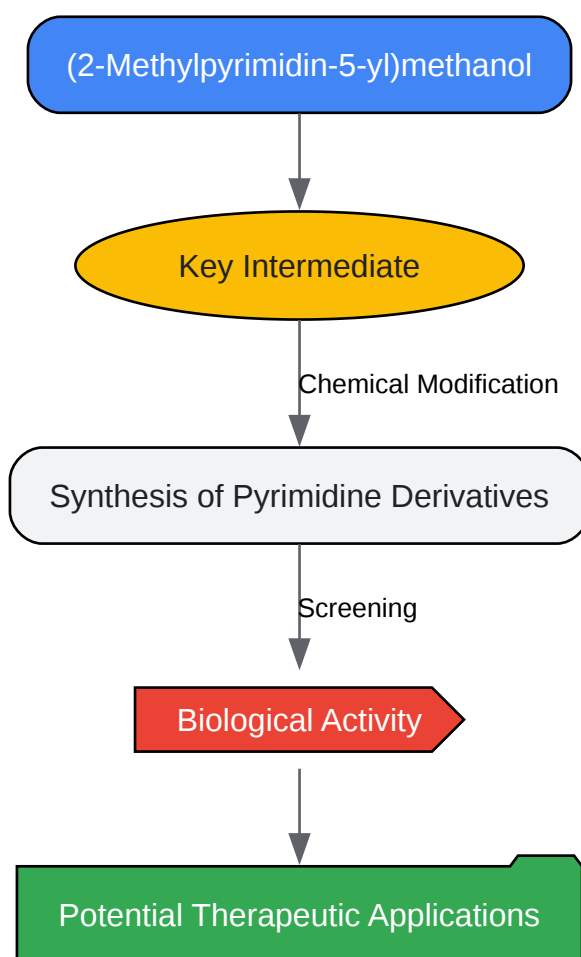 (2-Methylpyrimidin-5-yl)methanol
Key Intermediate
Chemical Modification
Synthesis of Pyrimidine Derivatives
Screening
Biological Activity
Potential Therapeutic Applications